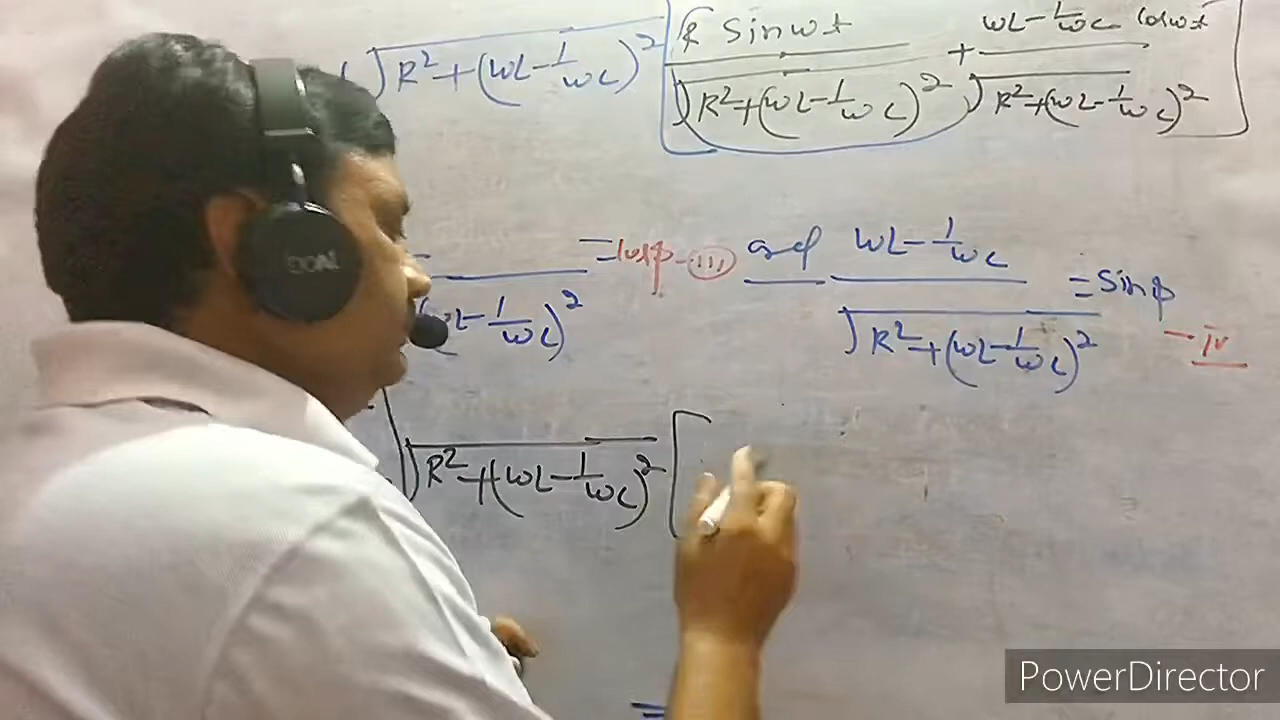 √R²+(ωL-1/ωC)² [R Sinωt/√R²+(ωL-1/ωC)² + ωL-1/ωC Cosωt/√R²+(ωL-1/ωC)²]
(ωL-1/ωC)² = Cosφ - iii and ωL-1/ωC/√R²+(ωL-1/ωC)² = Sinφ - iv
√R²+(ωL-1/ωC)² [
=
PowerDirector